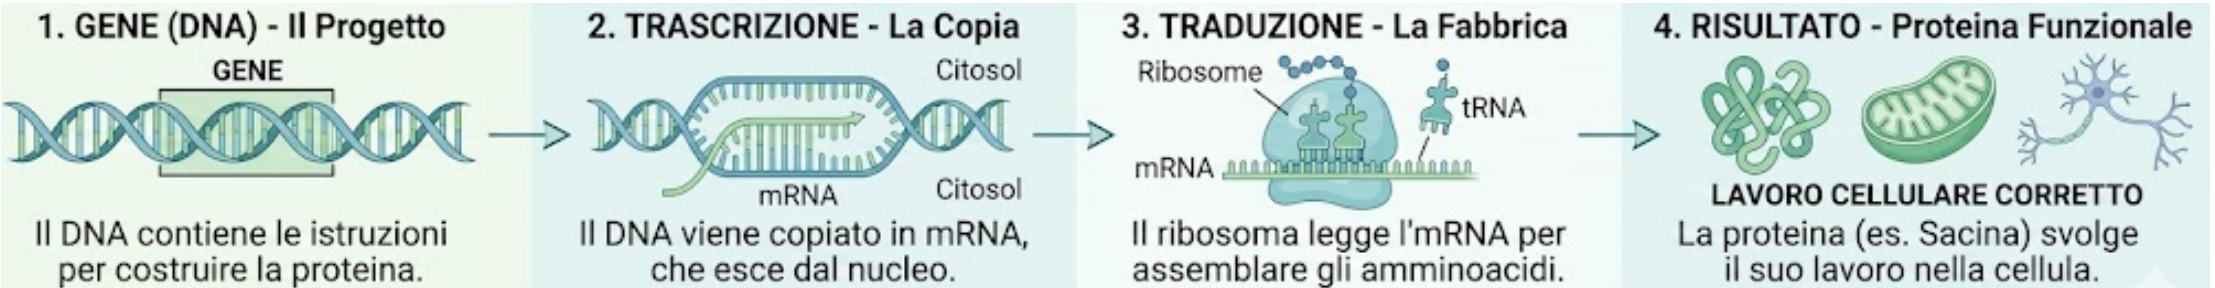 1. GENE (DNA) - Il Progetto
GENE
Il DNA contiene le istruzioni
per costruire la proteina.
2. TRASCRIZIONE - La Copia
Citosol
mRNA
Citosol
Il DNA viene copiato in mRNA,
che esce dal nucleo.
3. TRADUZIONE - La Fabbrica
Ribosome
tRNA
mRNA
Il ribosoma legge l'mRNA per
assemblare gli amminoacidi.
4. RISULTATO - Proteina Funzionale
LAVORO CELLULARE CORRETTO
La proteina (es. Sacina) svolge
il suo lavoro nella cellula.